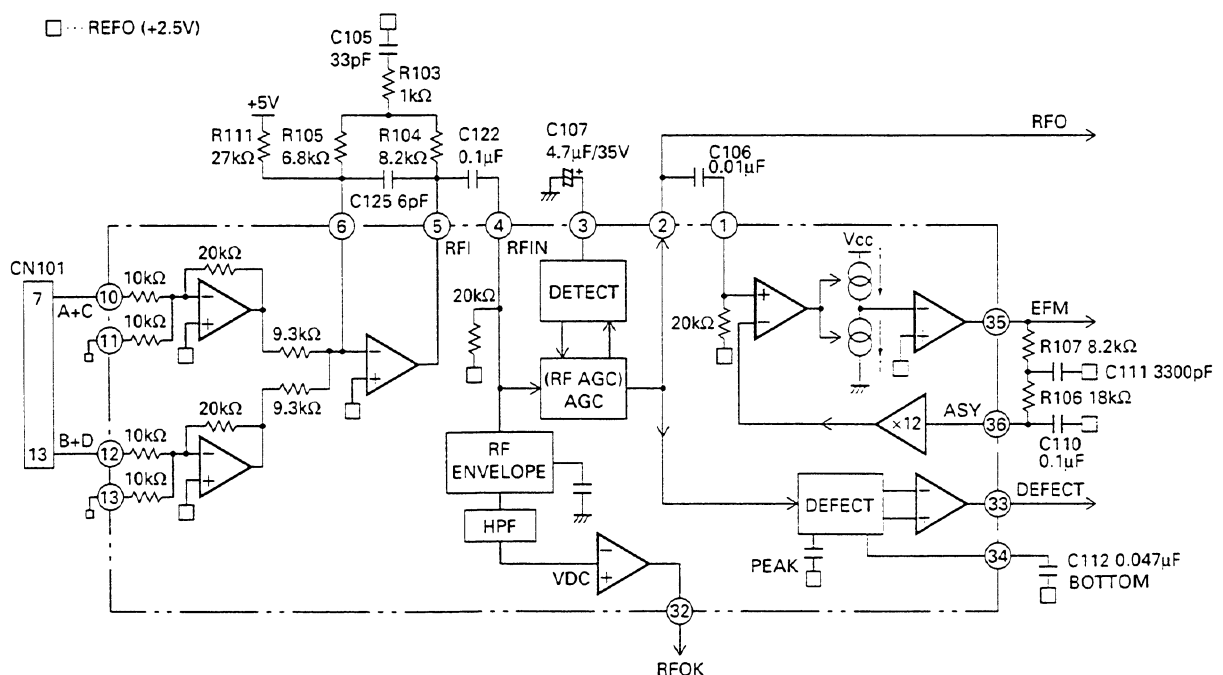 □ ··· REFO (+2.5V)
C105
33pF
R103
1kΩ
+5V
R111
27kΩ
R105
6.8kΩ
R104
8.2kΩ
C122
0.1µF
C107
4.7µF/35V
+
C125 6pF
RFO
C106
0.01µF
6
5
4
3
2
1
RFI
RFIN
CN101
7
13
A+C
B+D
10
11
12
13
10kΩ
10kΩ
20kΩ
9.3kΩ
9.3kΩ
10kΩ
10kΩ
20kΩ
−
+
−
+
−
+
20kΩ
DETECT
(RF AGC)
AGC
RF
ENVELOPE
HPF
VDC
−
+
32
RFOK
20kΩ
+
−
Vcc
−
+
35
EFM
R107 8.2kΩ
C111 3300pF
R106 18kΩ
×12
ASY
36
C110
0.1µF
DEFECT
−
−
33
DEFECT
PEAK
34
C112 0.047µF
BOTTOM